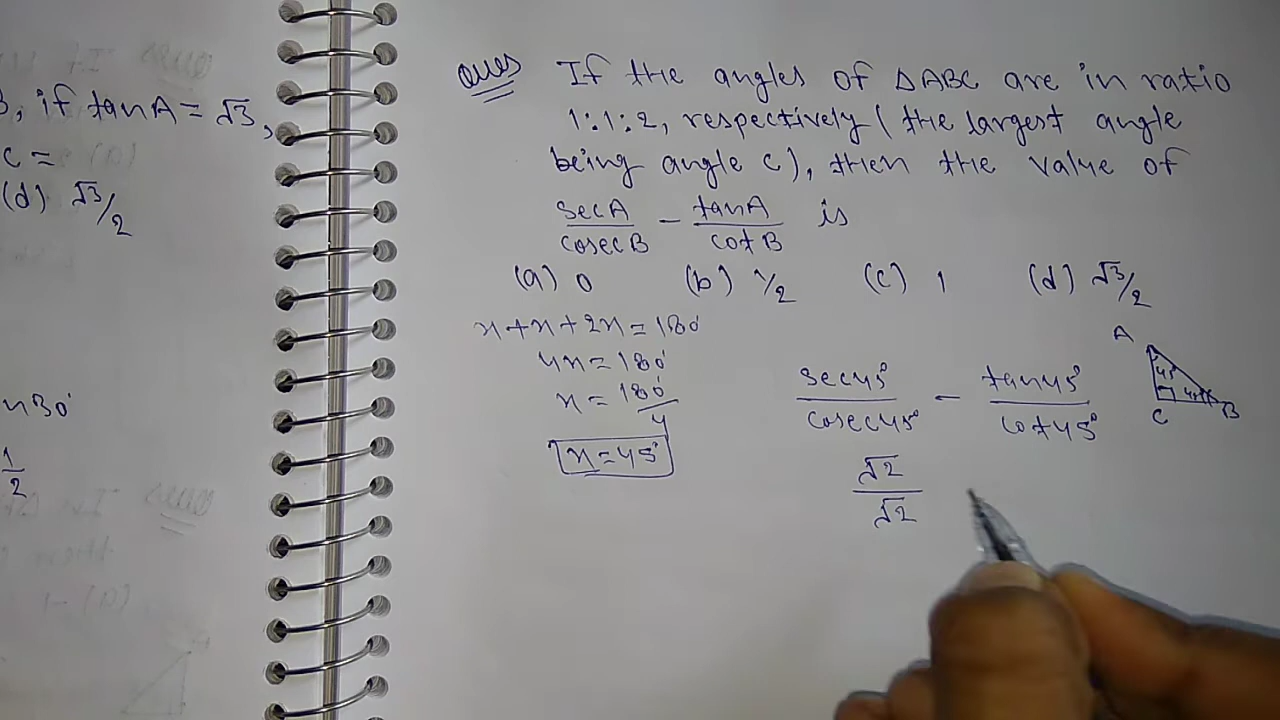 B, if tanA = √3,
c =
(d) √3/2
n30°
1/2
Ques If the angles of △ABC are in ratio
1:1:2, respectively (the largest angle
being angle C), then the value of
secA/cosecB - tanA/cotB is
(a) 0 (b) 1/2 (c) 1 (d) √3/2
x+x+2x=180°
4x=180°
x=180°/4
x=45°
sec45°/cosec45° - tan45°/cot45°
√2/√2
A
45°
45°
C B